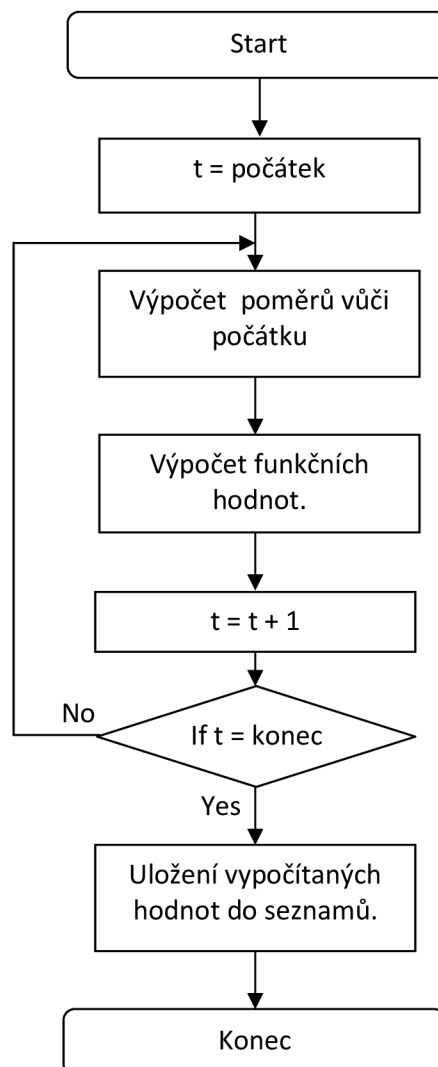 Start
t = počátek
Výpočet poměrů vůči
počátku
Výpočet funkčních
hodnot.
t = t + 1
No
If t = konec
Yes
Uložení vypočítaných
hodnot do seznamů.
Konec